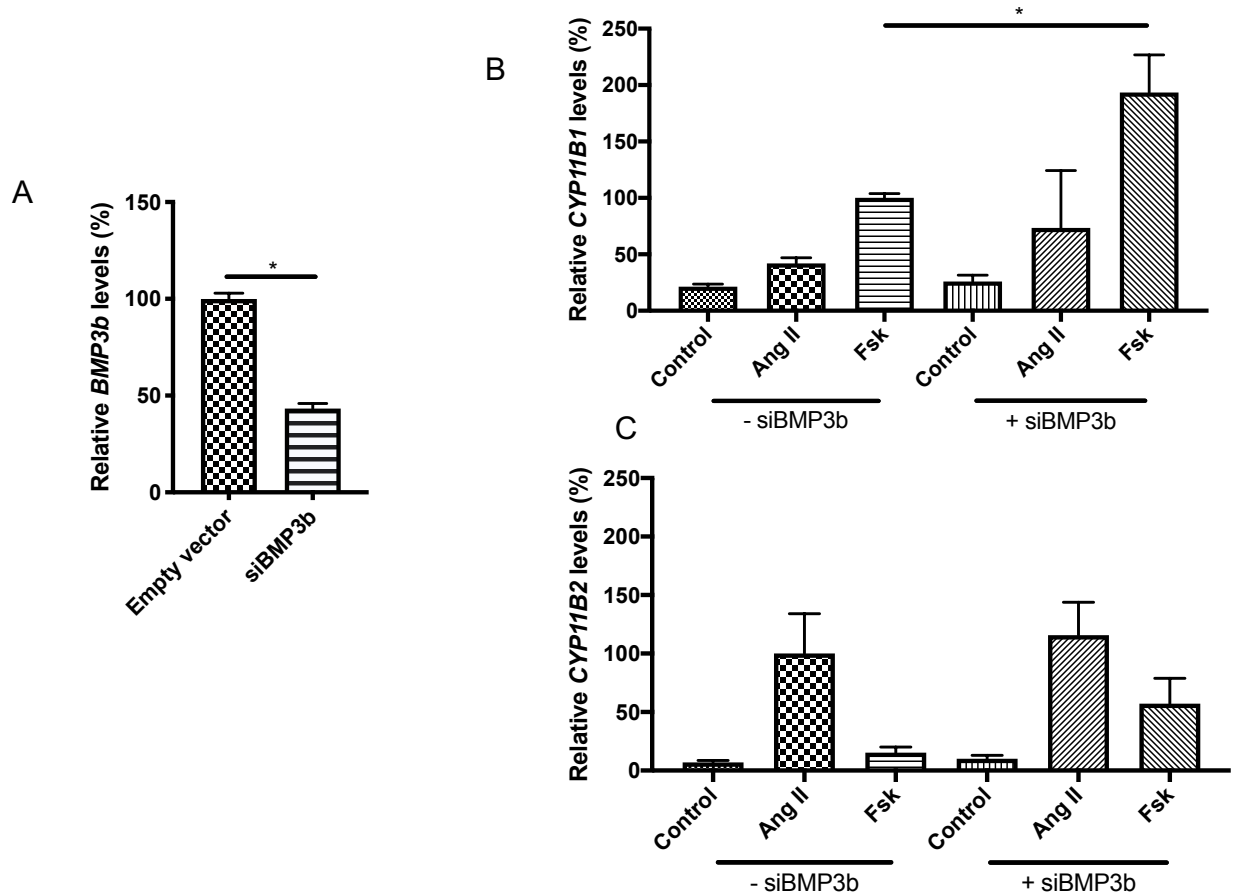 A
Relative BMP3b levels (%)
150
100
50
0
*
Empty vector
siBMP3b
B
Relative CYP11B1 levels (%)
250
200
150
100
50
0
*
Control
Ang II
Fsk
Control
Ang II
Fsk
- siBMP3b
+ siBMP3b
C
Relative CYP11B2 levels (%)
250
200
150
100
50
0
Control
Ang II
Fsk
Control
Ang II
Fsk
- siBMP3b
+ siBMP3b